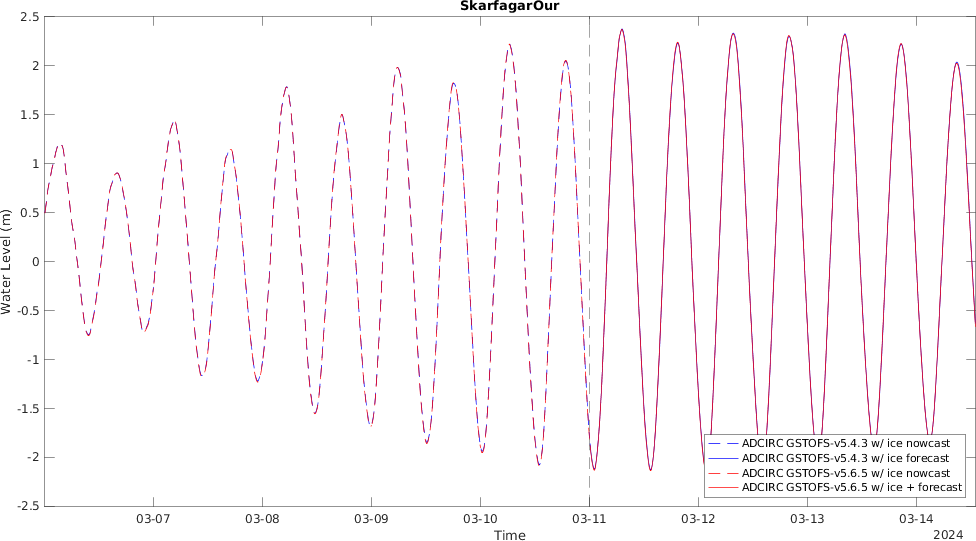 SkarfagarOur
2.5
2
1.5
1
0.5
0
-0.5
-1
-1.5
-2
-2.5
Water Level (m)
ADCIRC GSTOFS-v5.4.3 w/ ice nowcast
ADCIRC GSTOFS-v5.4.3 w/ ice forecast
ADCIRC GSTOFS-v5.6.5 w/ ice nowcast
ADCIRC GSTOFS-v5.6.5 w/ ice + forecast
03-07 03-08 03-09 03-10 03-11 03-12 03-13 03-14
Time
2024